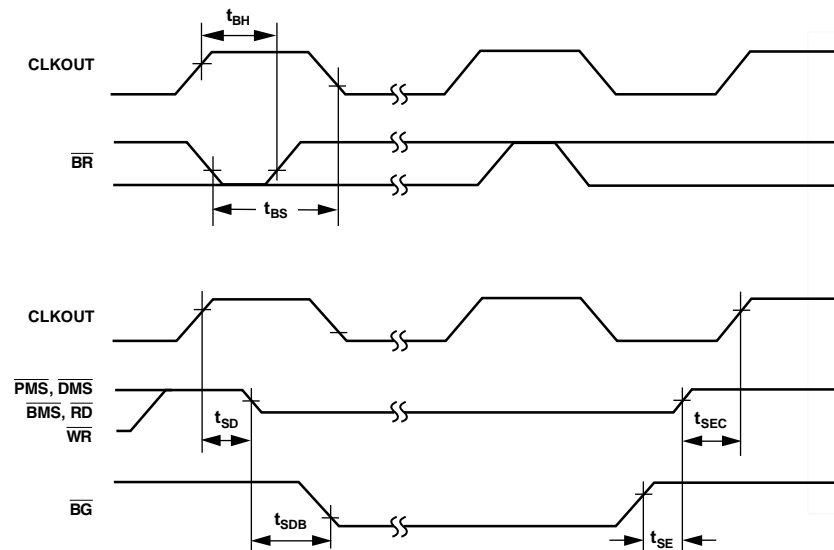 tBH
CLKOUT
BR
tBS
CLKOUT
PMS, DMS
BMS, RD
WR
tSD
tSEC
BG
tSDB
tSE